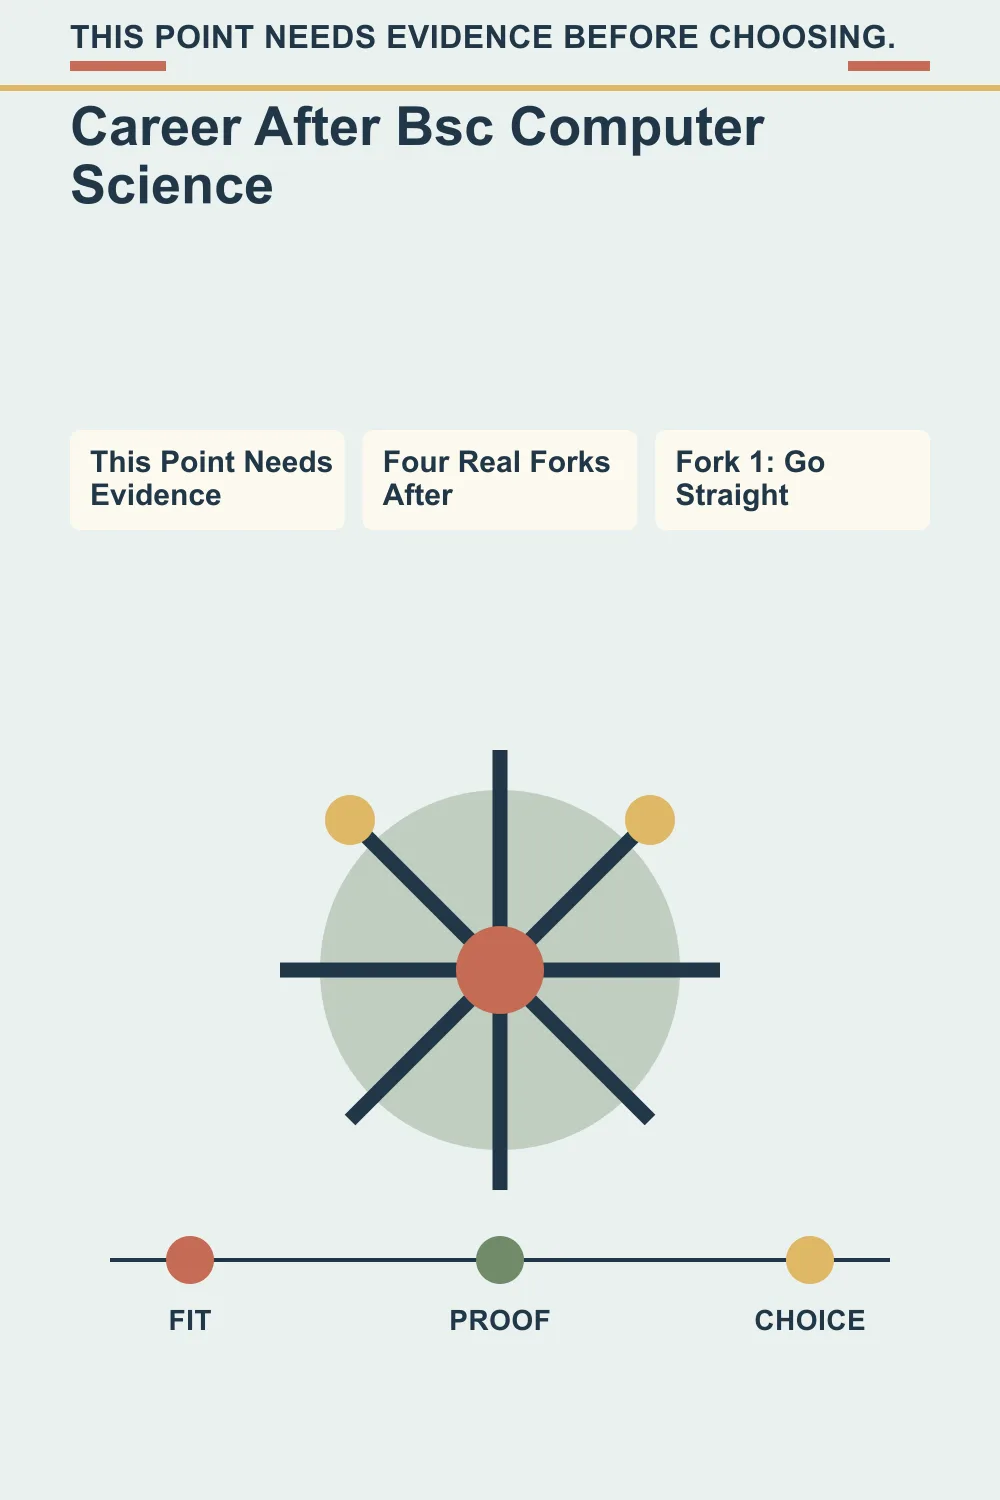 THIS POINT NEEDS EVIDENCE BEFORE CHOOSING.
Career After Bsc Computer
Science
This Point Needs
Evidence
Four Real Forks
After
Fork 1: Go
Straight
FIT
PROOF
CHOICE